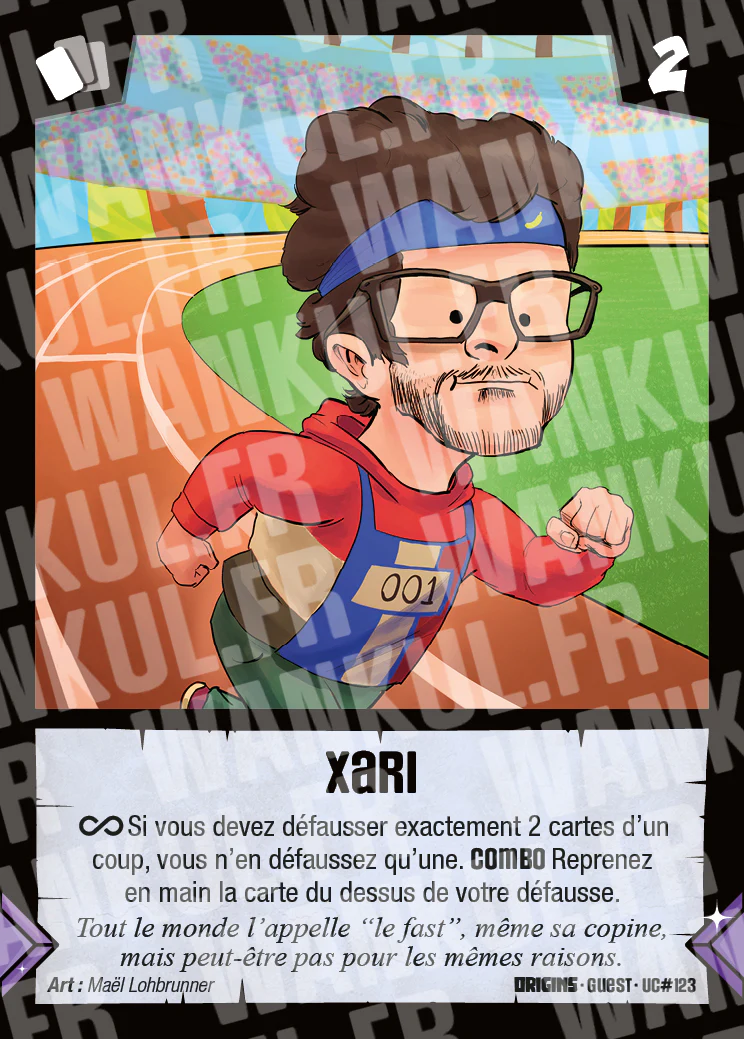 2
001
XARI
∞ Si vous devez défausser exactement 2 cartes d'un
coup, vous n'en défaussez qu'une. COMBO Reprenez
en main la carte du dessus de votre défausse.
Tout le monde l'appelle “le fast”, même sa copine,
mais peut-être pas pour les mêmes raisons.
Art : Maël Lohbrunner
ORIGINS · GUEST · UC#123
WANKUL.FR